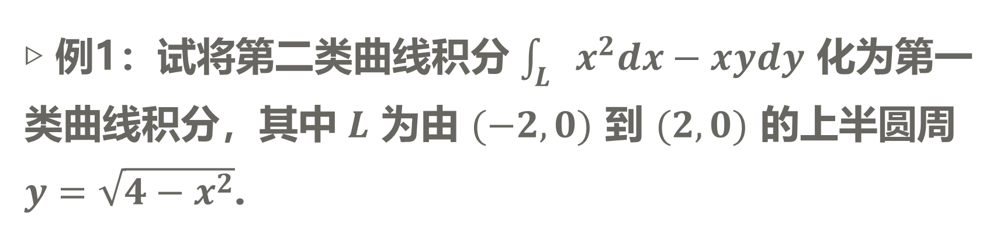 ▷ 例1：试将第二类曲线积分 ∫_L x²dx − xydy 化为第一
类曲线积分，其中 L 为由 (−2,0) 到 (2,0) 的上半圆周
y = √(4 − x²).